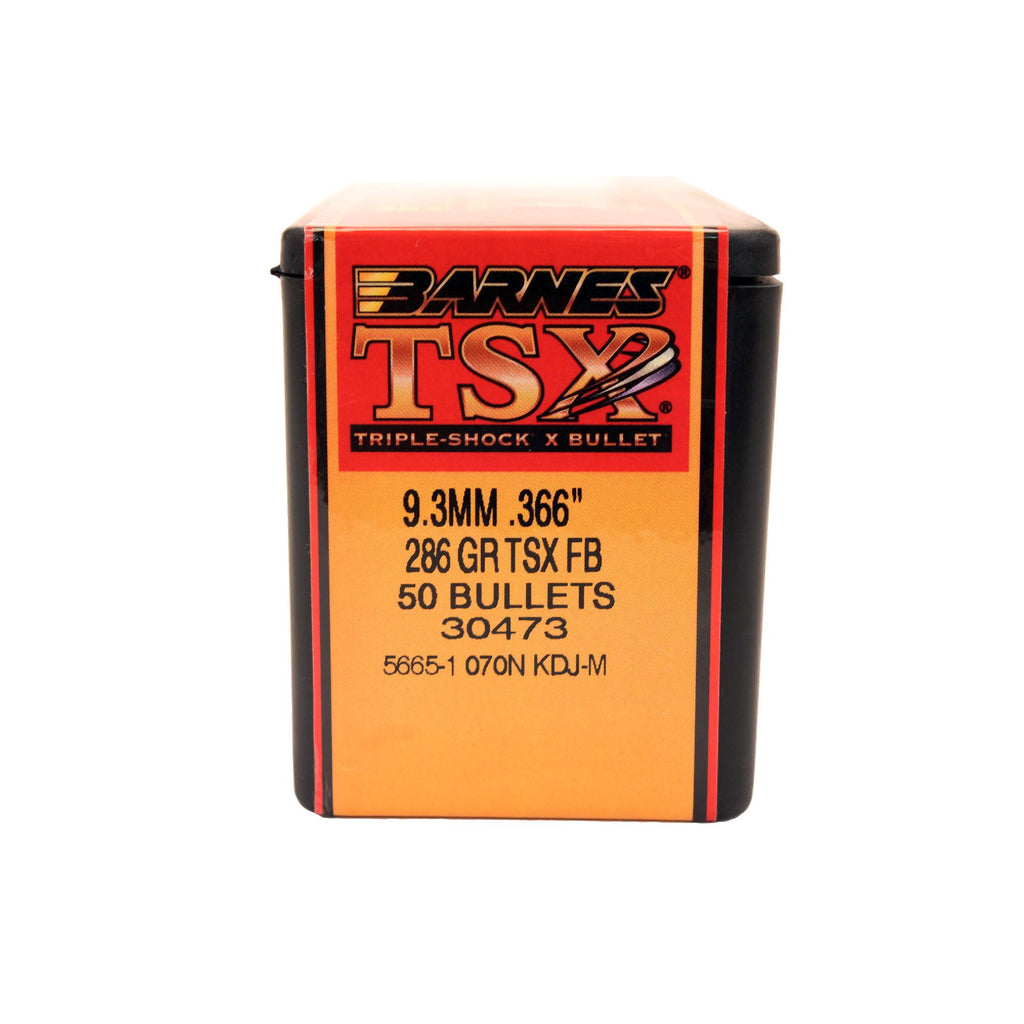 BARNES®
TSX®
TRIPLE-SHOCK X BULLET
9.3MM .366"
286 GR TSX FB
50 BULLETS
30473
5665-1 070N KDJ-M